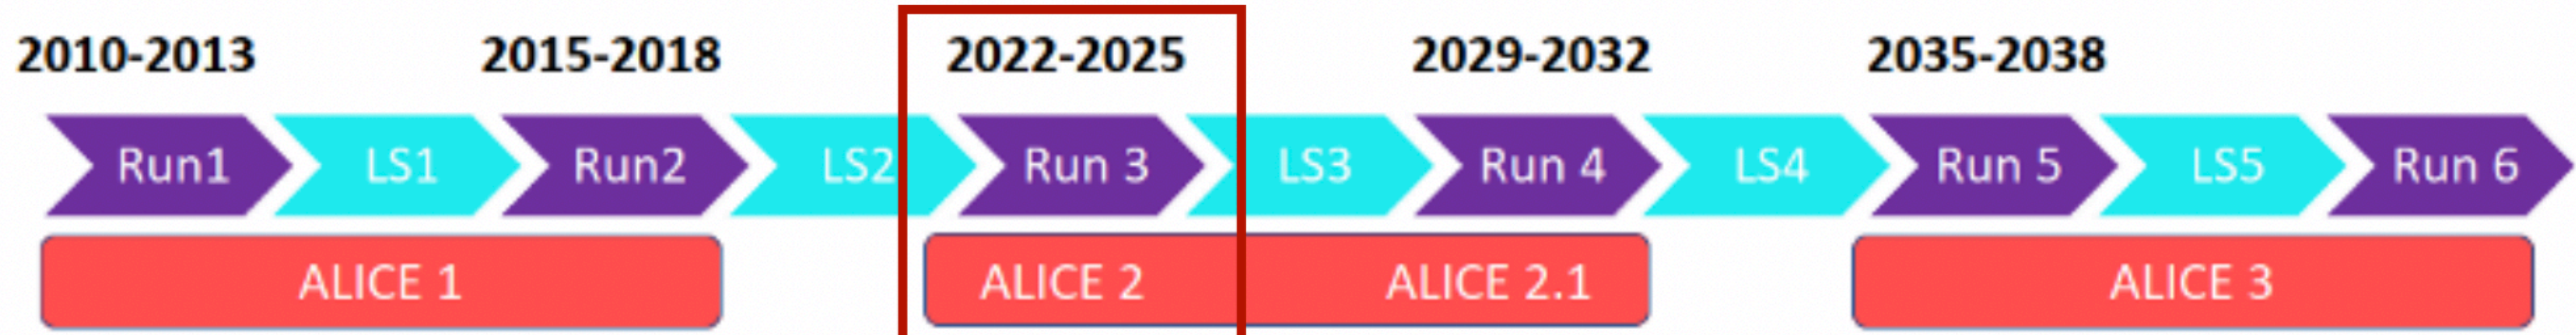 2010-2013 2015-2018 2022-2025 2029-2032 2035-2038
Run1 LS1 Run2 LS2 Run 3 LS3 Run 4 LS4 Run 5 LS5 Run 6
ALICE 1 ALICE 2 ALICE 2.1 ALICE 3